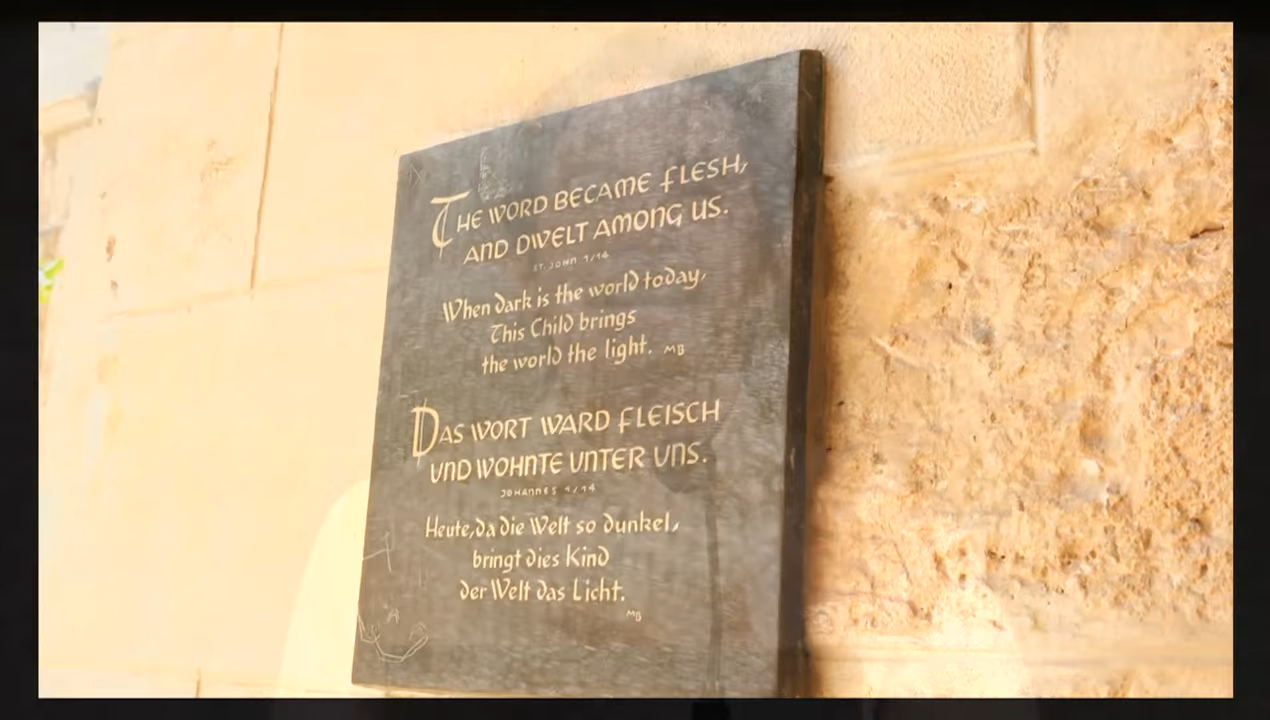 THE WORD BECAME FLESH,
AND DWELT AMONG US.
ST. JOHN 1/14
When dark is the world today,
This Child brings
the world the light. MB
DAS WORT WARD FLEISCH
UND WOHNTE UNTER UNS.
JOHANNES 1/14
Heute, da die Welt so dunkel,
bringt dies Kind
der Welt das Licht.
MB